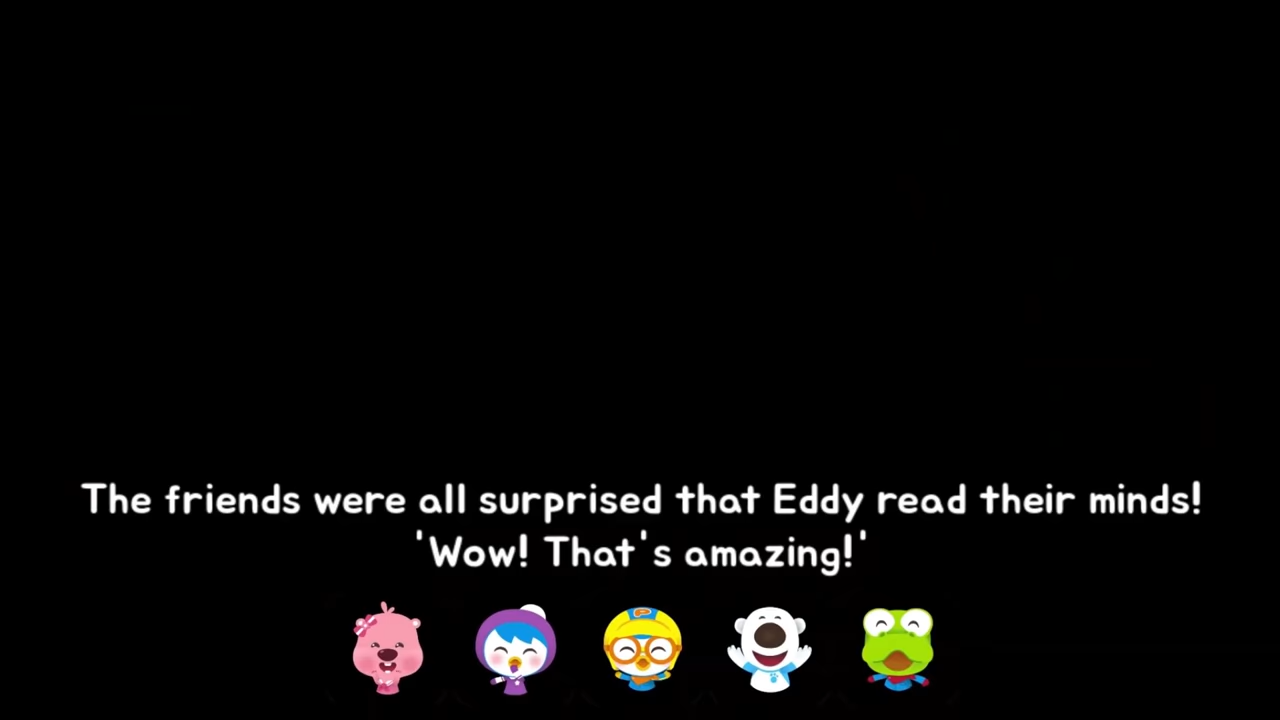 The friends were all surprised that Eddy read their minds!
'Wow! That's amazing!'
P